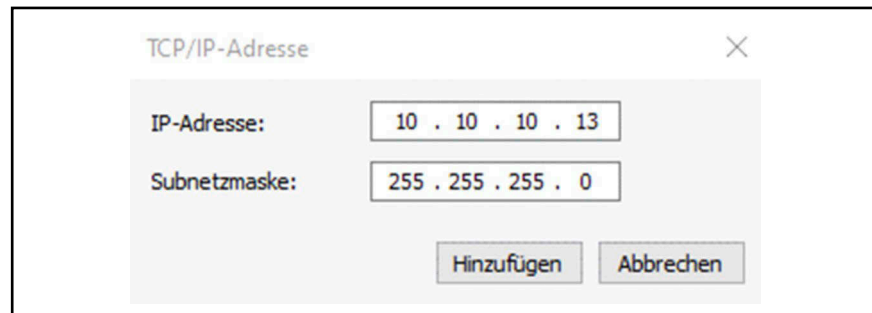 TCP/IP-Adresse
IP-Adresse: 10 . 10 . 10 . 13
Subnetzmaske: 255 . 255 . 255 . 0
Hinzufügen Abbrechen